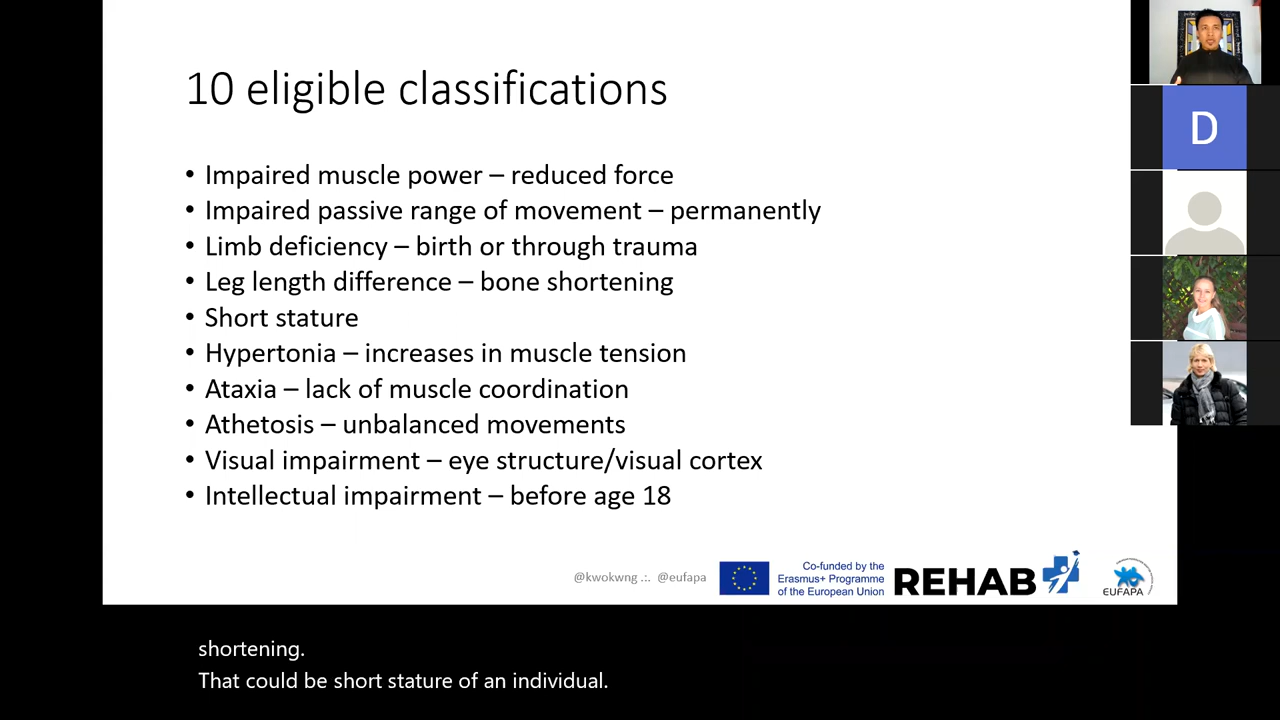 10 eligible classifications
• Impaired muscle power – reduced force
• Impaired passive range of movement – permanently
• Limb deficiency – birth or through trauma
• Leg length difference – bone shortening
• Short stature
• Hypertonia – increases in muscle tension
• Ataxia – lack of muscle coordination
• Athetosis – unbalanced movements
• Visual impairment – eye structure/visual cortex
• Intellectual impairment – before age 18
@kwokwng .:. @eufapa
Co-funded by the
Erasmus+ Programme
of the European Union
REHAB
EUFAPA
D
shortening.
That could be short stature of an individual.